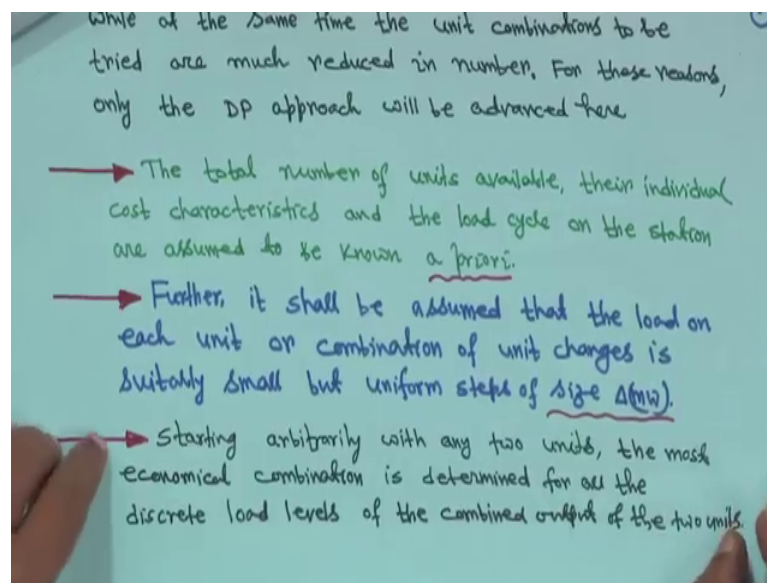 while at the same time the unit combinations to be
tried are much reduced in number. For these reasons,
only the DP approach will be advanced here
The total number of units available, their individual
cost characteristics and the load cycle on the station
are assumed to be known a priori.
Further, it shall be assumed that the load on
each unit or combination of unit changes is
suitably small but uniform steps of size Δ(MW).
Starting arbitrarily with any two units, the most
economical combination is determined for all the
discrete load levels of the combined output of the two units.